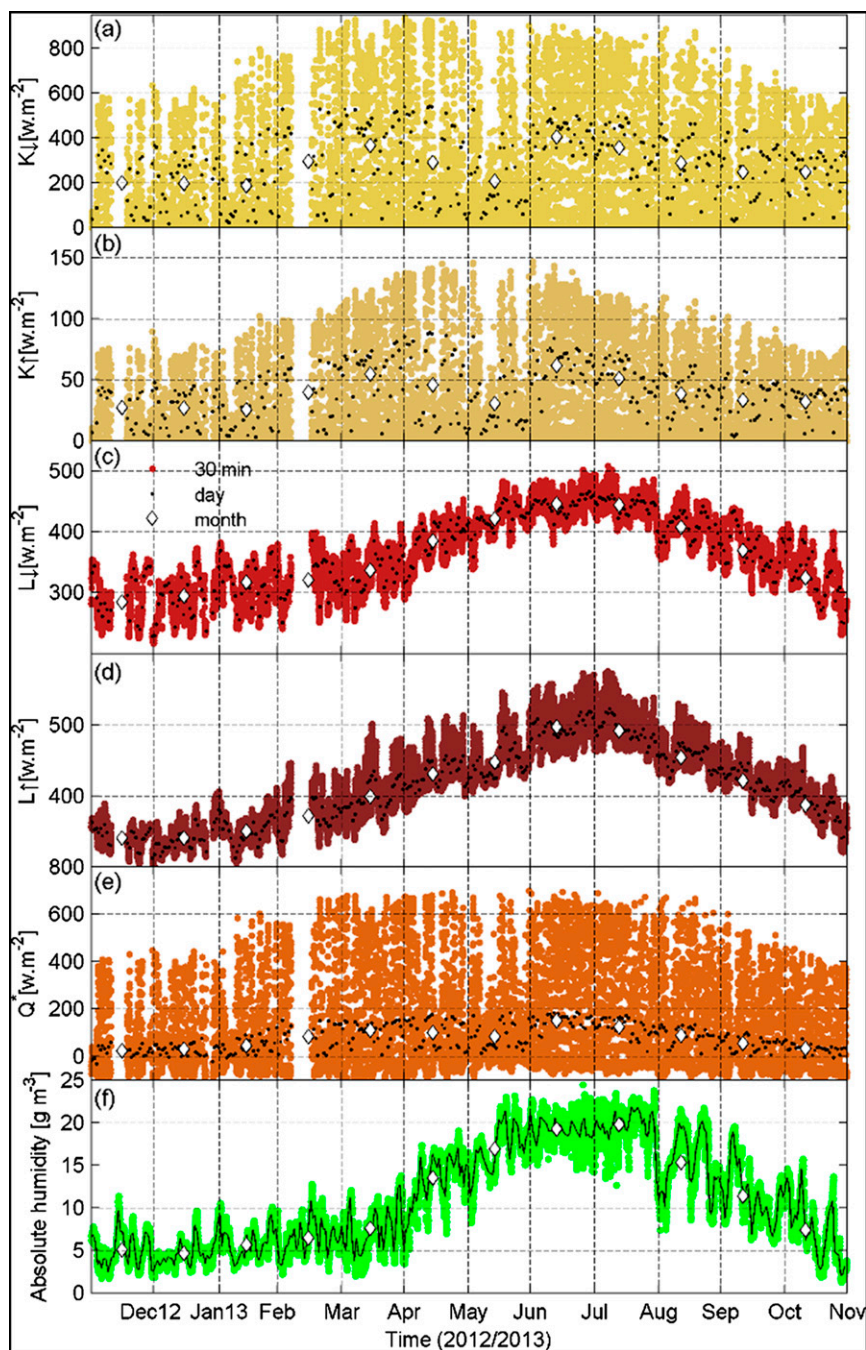 (a)
800
600
400
200
0
K↓[w.m-2]
(b)
150
100
50
0
K↑[w.m-2]
(c)
500
400
300
L↓[w.m-2]
30 min
day
month
(d)
500
400
800
L↑[w.m-2]
(e)
600
400
200
0
25
Q*[w.m-2]
(f)
20
15
10
5
0
Absolute humidity [g m-3]
Dec12 Jan13 Feb Mar Apr May Jun Jul Aug Sep Oct Nov
Time (2012/2013)